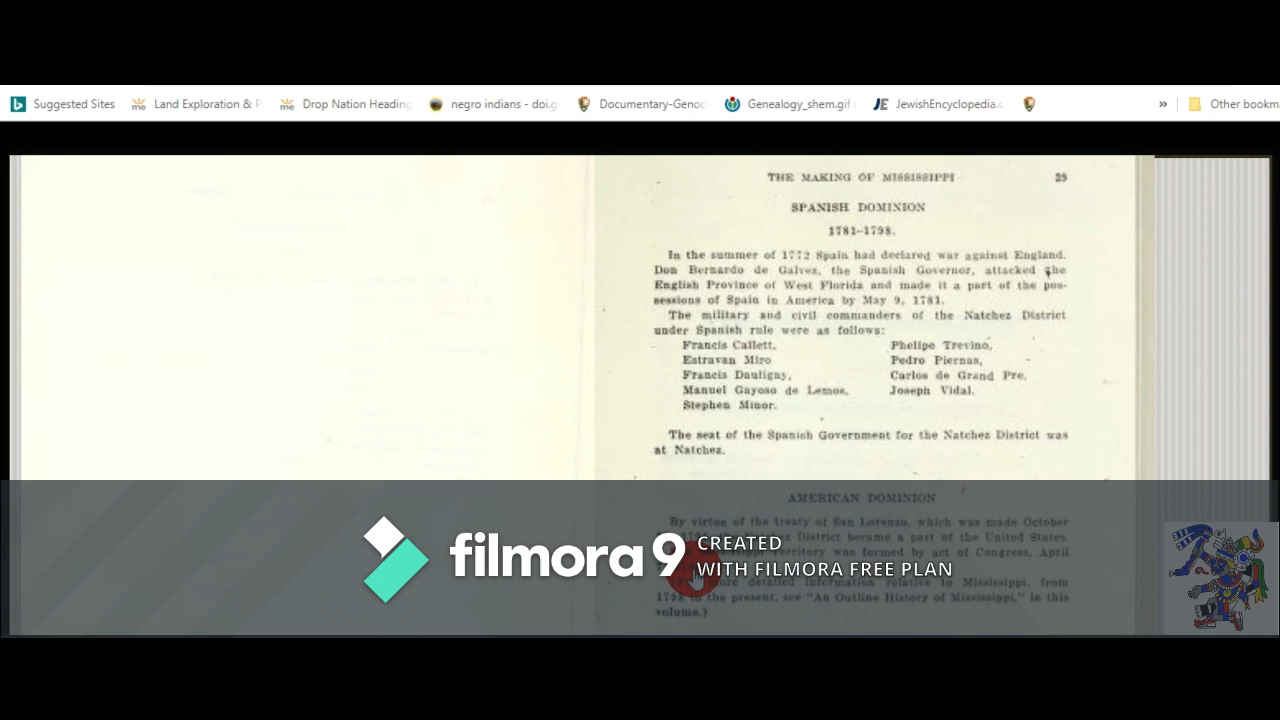 Suggested Sites
Land Exploration &
Drop Nation Heading
negro indians - doi.g
Documentary-Genoc
Genealogy_shem.gif
JE JewishEncyclopedia.c
»
Other bookm
THE MAKING OF MISSISSIPPI 39
SPANISH DOMINION
1781-1798.
In the summer of 1772 Spain had declared war against England.
Don Bernardo de Galvez, the Spanish Governor, attacked the
English Province of West Florida and made it a part of the pos-
sessions of Spain in America by May 9, 1781.
The military and civil commanders of the Natchez District
under Spanish rule were as follows:
Francis Callett, Phelipe Trevino,
Estravan Miro Pedro Piernas,
Francis Dauligny, Carlos de Grand Pre,
Manuel Gayoso de Lemos, Joseph Vidal.
Stephen Minor.
The seat of the Spanish Government for the Natchez District was
at Natchez.
AMERICAN DOMINION
By virtue of the treaty of San Lorenzo, which was made October
District became a part of the United States.
Territory was formed by act of Congress, April
more detailed information relative to Mississippi, from
1798 to the present, see "An Outline History of Mississippi," in this
volume.)
filmora9 CREATED
WITH FILMORA FREE PLAN